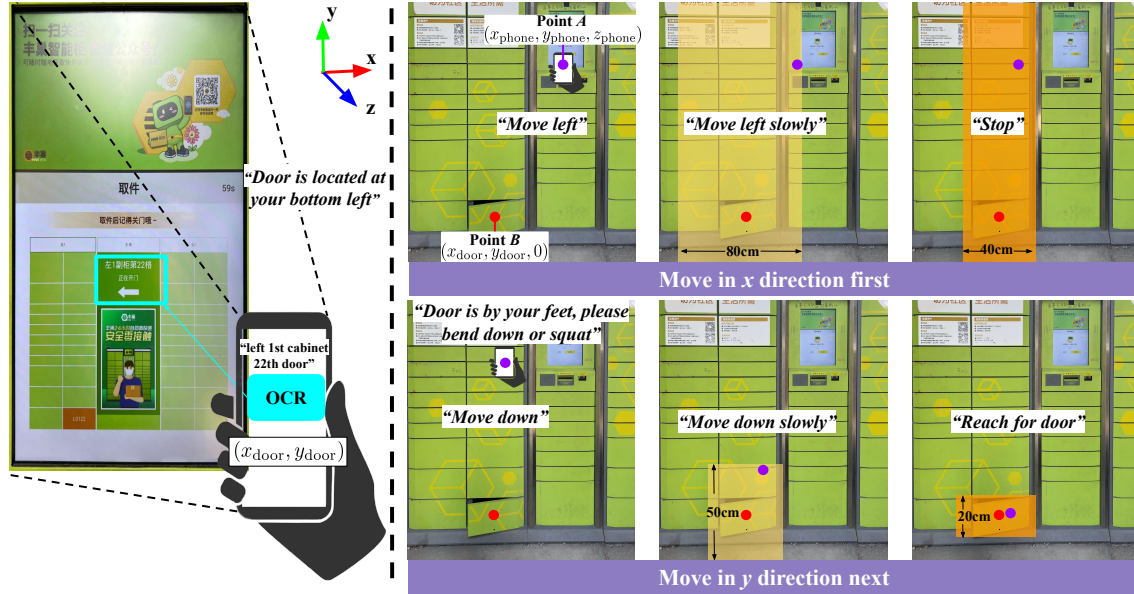 扫一扫关注
丰巢智能柜公众号
丰巢
取件
59s
取件后记得关门哦~
左1副柜第22格
正在开门
丰巢
安全零接触
y
x
z
“Door is located at
your bottom left”
“left 1st cabinet
22th door”
OCR
(x_door, y_door)
Point A
(x_phone, y_phone, z_phone)
“Move left”
Point B
(x_door, y_door, 0)
“Move left slowly”
80cm
“Stop”
40cm
Move in x direction first
“Door is by your feet, please
bend down or squat”
“Move down”
“Move down slowly”
50cm
“Reach for door”
20cm
Move in y direction next